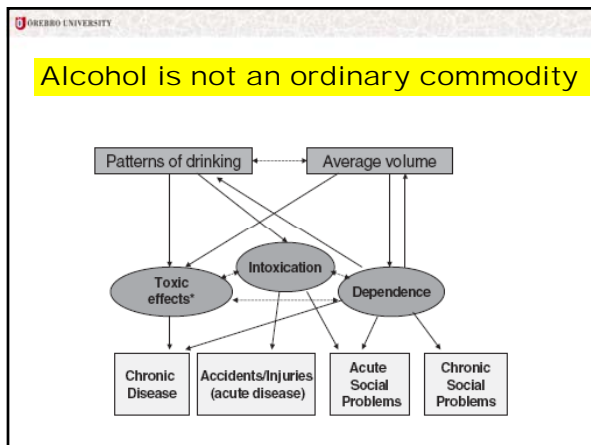 ÖREBRO UNIVERSITY
Alcohol is not an ordinary commodity
Patterns of drinking
Average volume
Toxic
effects*
Intoxication
Dependence
Chronic
Disease
Accidents/Injuries
(acute disease)
Acute
Social
Problems
Chronic
Social
Problems